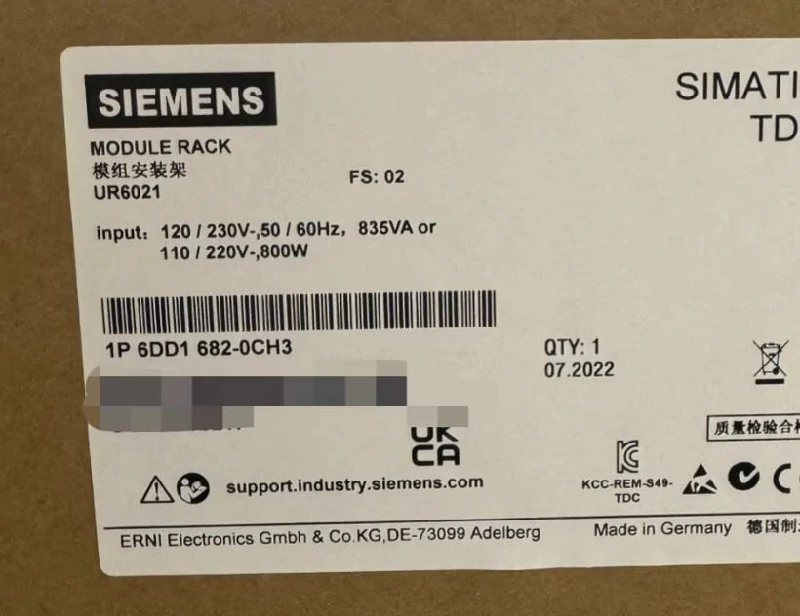 SIEMENS
SIMATI
TD
MODULE RACK
模组安装架
UR6021
FS: 02
input: 120 / 230V-,50 / 60Hz, 835VA or
110 / 220V-,800W
1P 6DD1 682-0CH3
QTY: 1
07.2022
UK
CA
质量检验合
KCC-REM-S49-
TDC
support.industry.siemens.com
ERNI Electronics Gmbh & Co.KG,DE-73099 Adelberg
Made in Germany 德国制